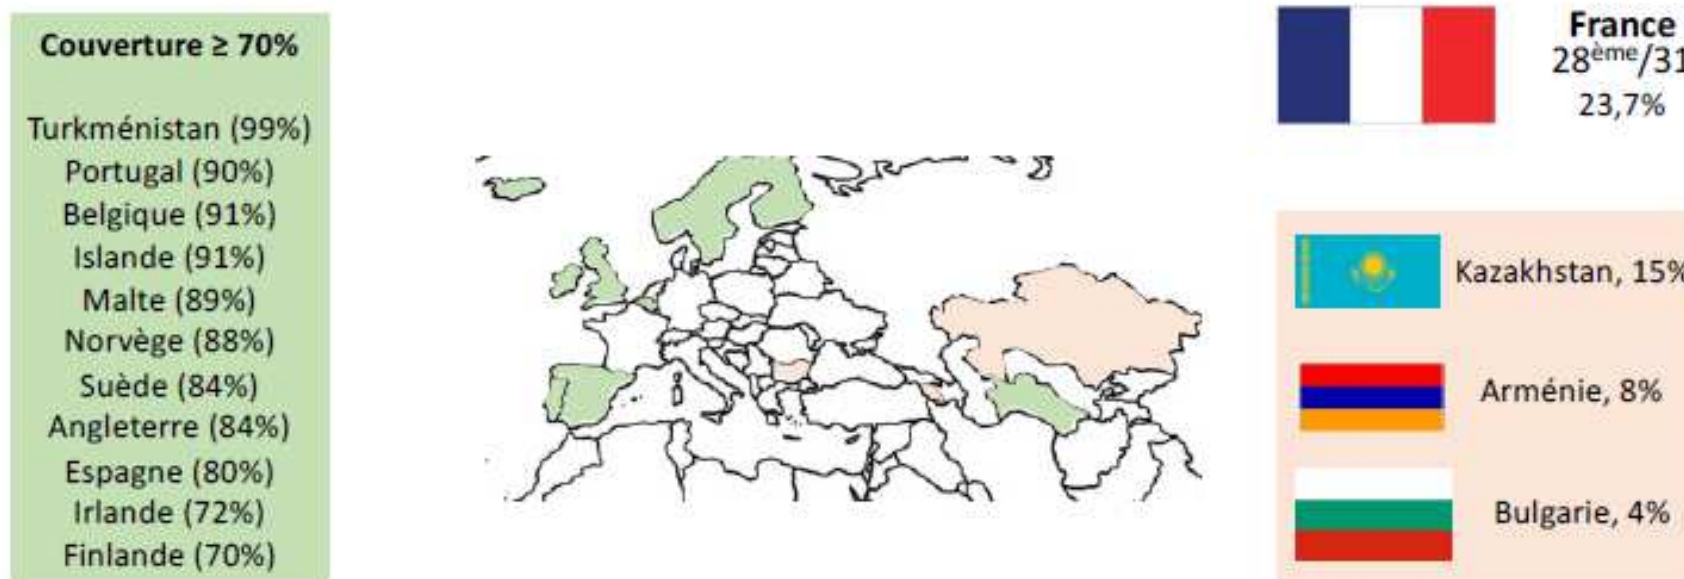 Couverture ≥ 70%
Turkménistan (99%)
Portugal (90%)
Belgique (91%)
Islande (91%)
Malte (89%)
Norvège (88%)
Suède (84%)
Angleterre (84%)
Espagne (80%)
Irlande (72%)
Finlande (70%)
France
28ème/31
23,7%
Kazakhstan, 15%
Arménie, 8%
Bulgarie, 4%